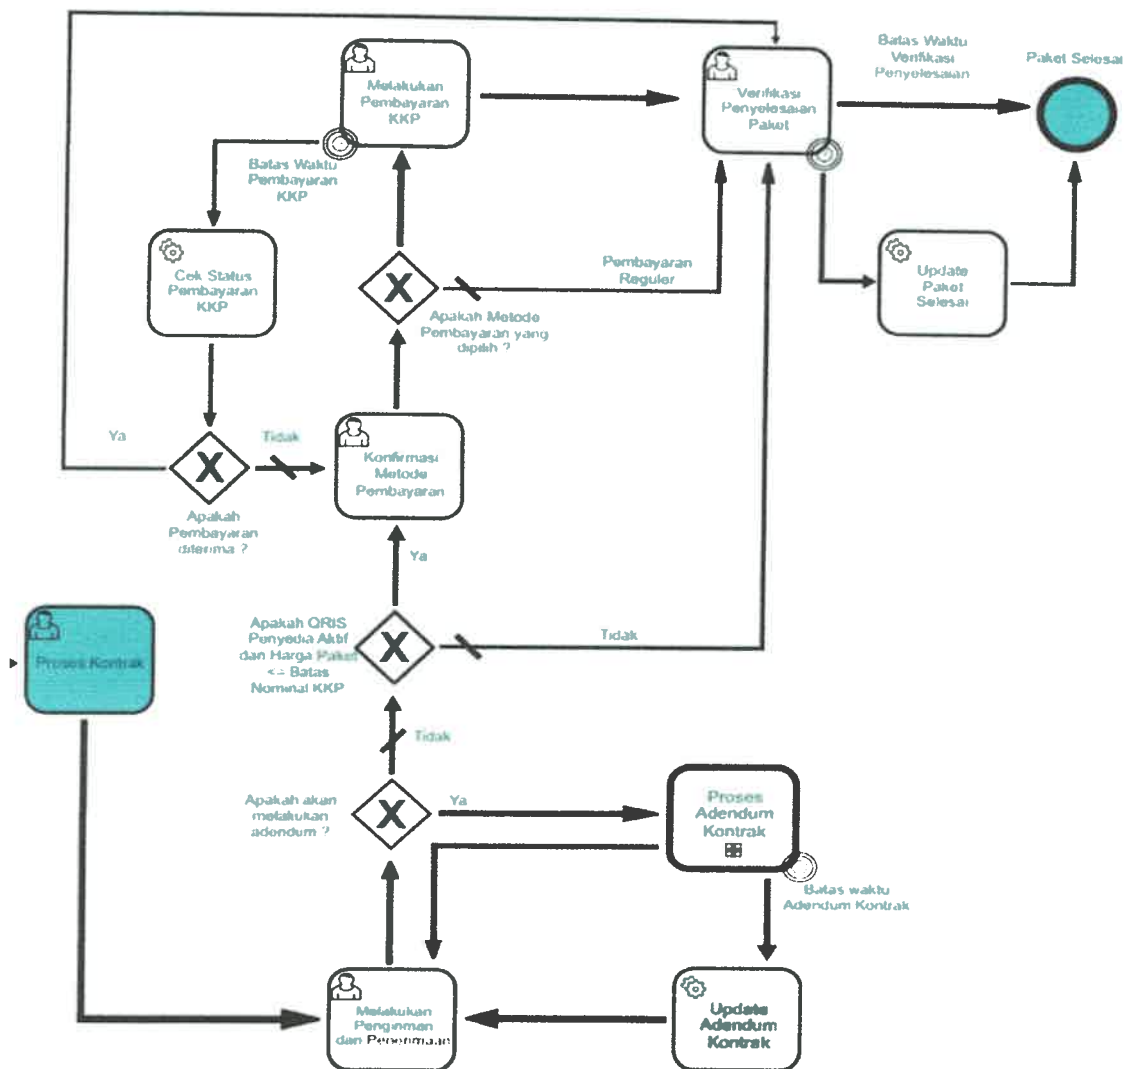 Batas Waktu
Verifikasi
Penyelesaian
Paket Selesai
Melakukan
Pembayaran
KKP
Verifikasi
Penyelesaian
Paket
Batas Waktu
Pembayaran
KKP
Cek Status
Pembayaran
KKP
Pembayaran
Reguler
Update
Paket
Selesai
X
Apakah Metode
Pembayaran yang
dipilih ?
Ya
Tidak
X
Konfirmasi
Metode
Pembayaran
Apakah
Pembayaran
diterima ?
Ya
Apakah QRIS
Penyedia Aktif
dan Harga Paket
<= Batas
Nominal KKP
X
Tidak
Proses Kontrak
Tidak
Apakah akan
melakukan
adendum ?
X
Ya
Proses
Adendum
Kontrak
Batas waktu
Adendum Kontrak
Melakukan
Pengiriman
dan Penerimaan
Update
Adendum
Kontrak